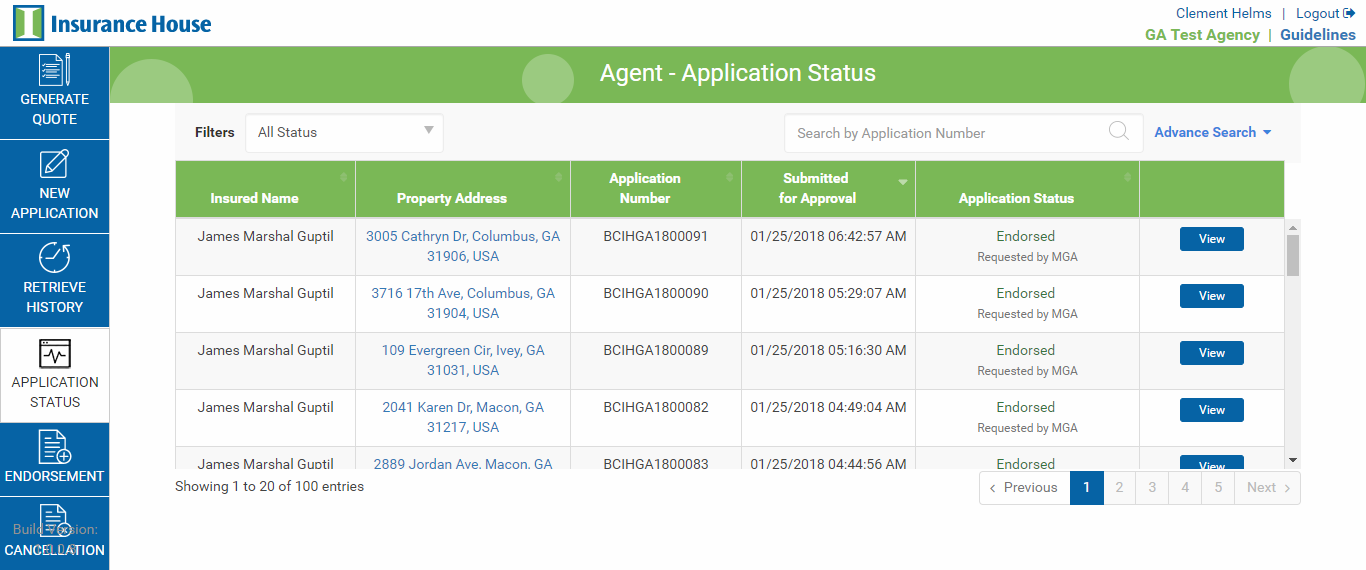 Insurance House
Clement Helms | Logout
GA Test Agency | Guidelines
GENERATE
QUOTE
NEW
APPLICATION
RETRIEVE
HISTORY
APPLICATION
STATUS
ENDORSEMENT
Build Version:
CANCELLATION
Agent - Application Status
Filters All Status Search by Application Number Advance Search
Insured Name Property Address Application Number Submitted for Approval Application Status
James Marshal Guptil 3005 Cathryn Dr, Columbus, GA BCIHGA1800091 01/25/2018 06:42:57 AM Endorsed View
31906, USA Requested by MGA
James Marshal Guptil 3716 17th Ave, Columbus, GA BCIHGA1800090 01/25/2018 05:29:07 AM Endorsed View
31904, USA Requested by MGA
James Marshal Guptil 109 Evergreen Cir, Ivey, GA BCIHGA1800089 01/25/2018 05:16:30 AM Endorsed View
31031, USA Requested by MGA
James Marshal Guptil 2041 Karen Dr, Macon, GA BCIHGA1800082 01/25/2018 04:49:04 AM Endorsed View
31217, USA Requested by MGA
James Marshal Guptil 2889 Jordan Ave, Macon, GA BCIHGA1800083 01/25/2018 04:44:56 AM Endorsed View
Showing 1 to 20 of 100 entries
‹ Previous 1 2 3 4 5 Next ›